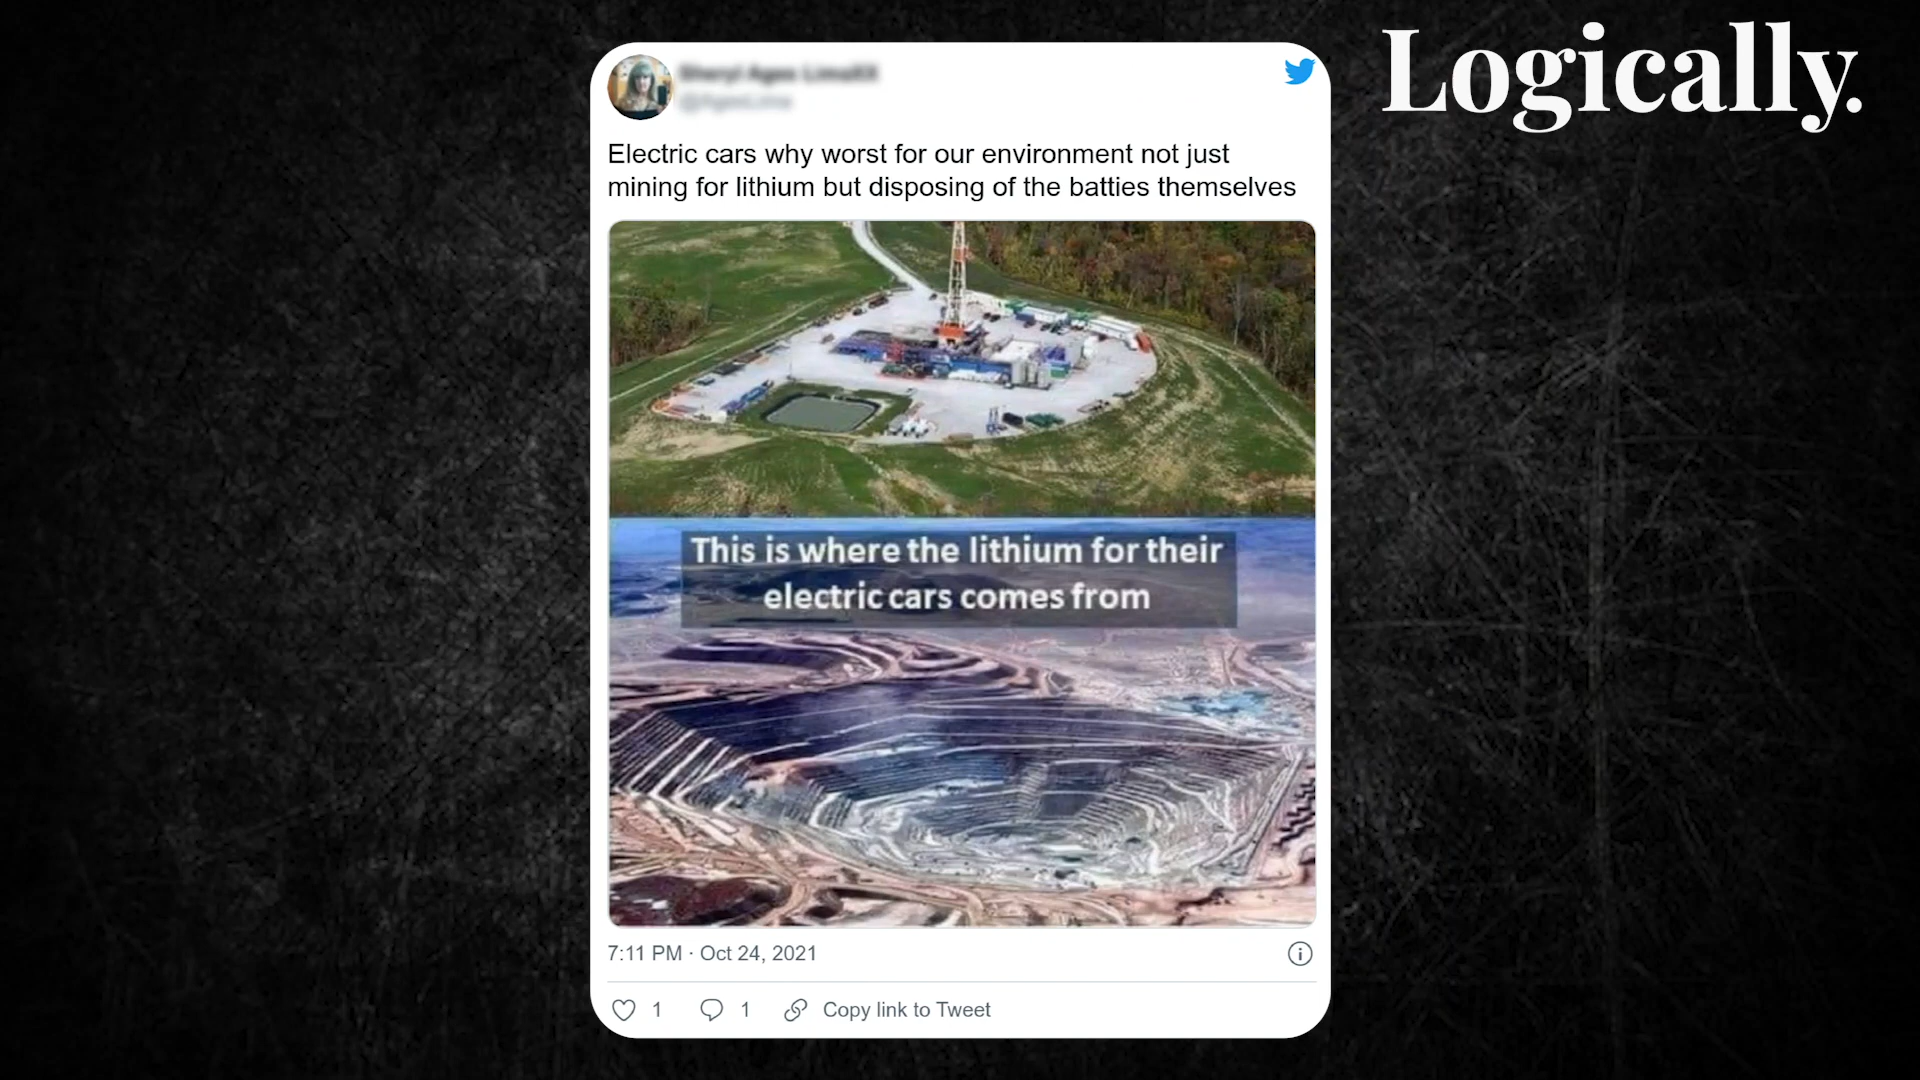 Logically.
Electric cars why worst for our environment not just
mining for lithium but disposing of the batties themselves
This is where the lithium for their
electric cars comes from
7:11 PM · Oct 24, 2021
1
1
Copy link to Tweet